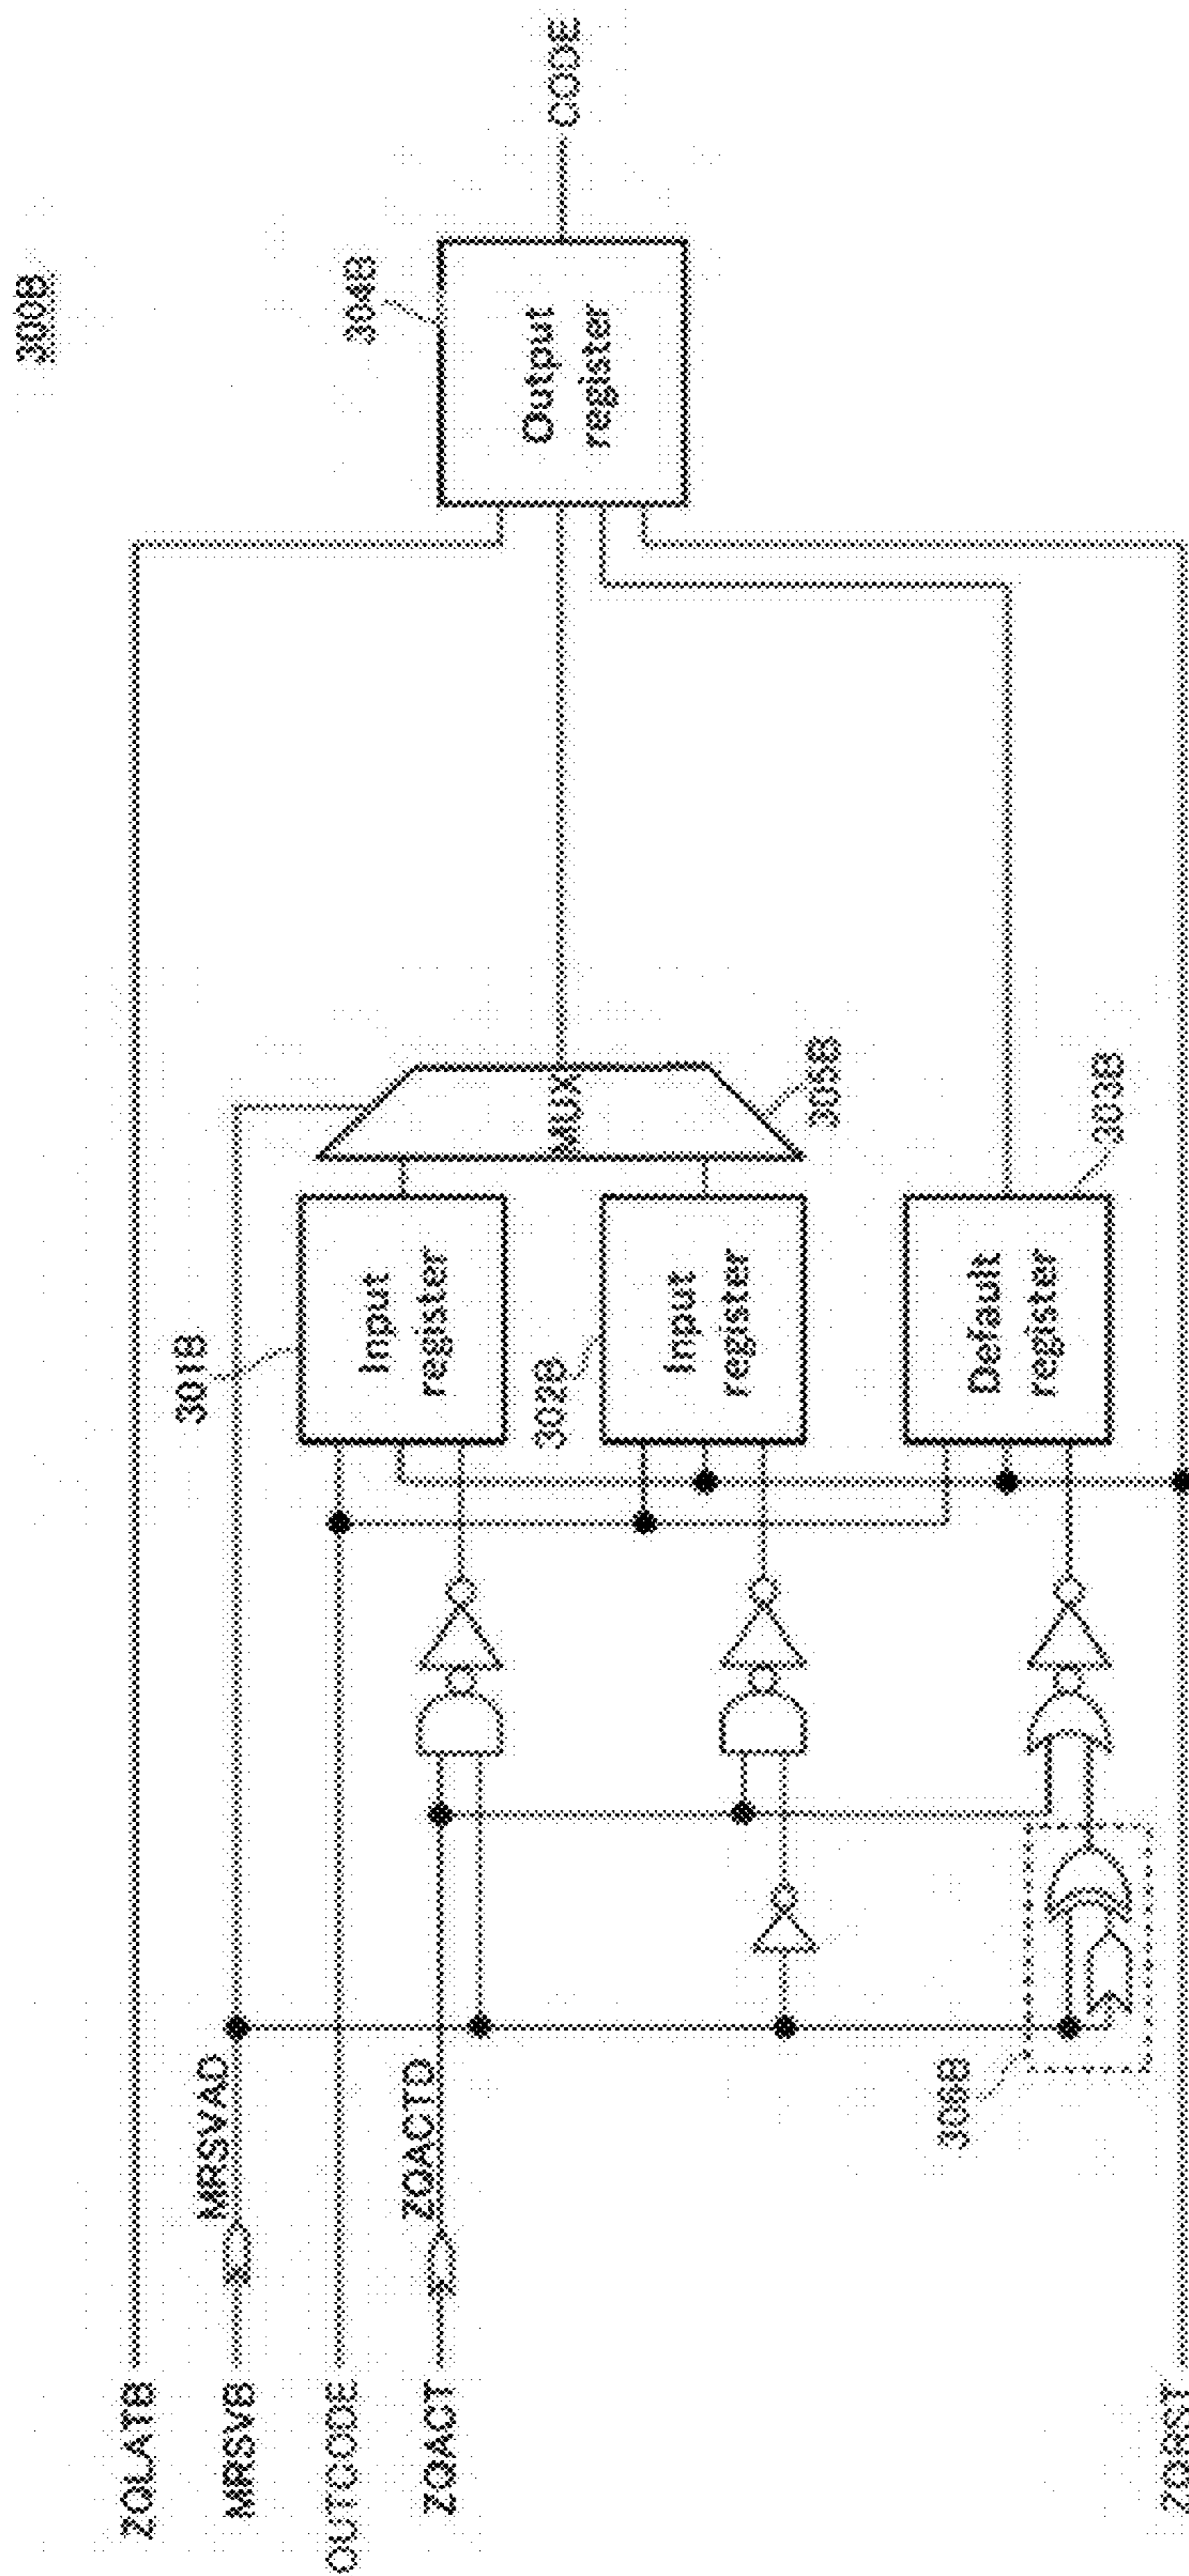 300B
ZQLATB
MRSVB
MRSVAD
OUTCODE
ZQACT
ZQACTD
ZQRST
301B
Input
register
302B
Input
register
303B
Default
register
MUX
305B
306B
304B
Output
register
CODE